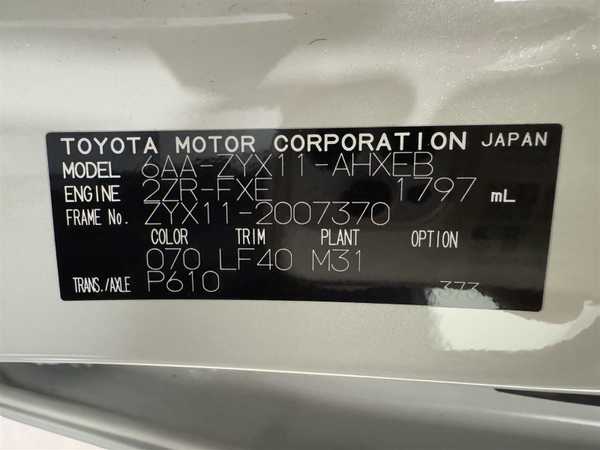 TOYOTA MOTOR CORPORATION JAPAN
MODEL 6AA-ZYX11-AHXEB
ENGINE 2ZR-FXE 1797 mL
FRAME No. ZYX11-2007370
COLOR TRIM PLANT OPTION
070 LF40 M31
TRANS./AXLE P610 373